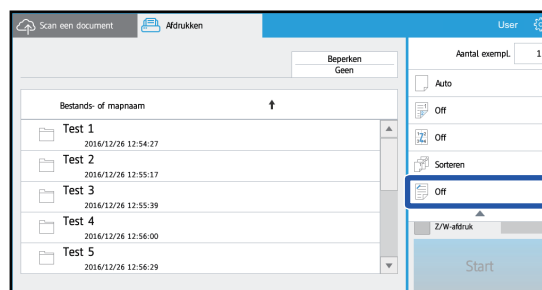 Scan een document
Afdrukken
User
Beperken
Geen
Aantal exempl.
1
Auto
Bestands- of mapnaam
Off
Test 1
2016/12/26 12:54:27
Off
Test 2
2016/12/26 12:55:17
Sorteren
Test 3
2016/12/26 12:55:39
Off
Test 4
2016/12/26 12:56:00
Z/W-afdruk
Test 5
2016/12/26 12:56:29
Start